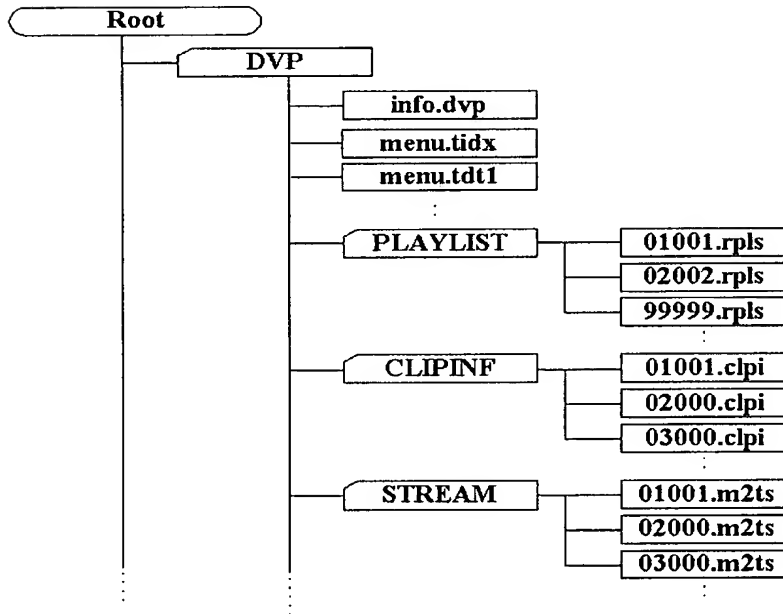 Root
DVP
info.dvp
menu.tidx
menu.tdt1
PLAYLIST
01001.rpls
02002.rpls
99999.rpls
CLIPINF
01001.clpi
02000.clpi
03000.clpi
STREAM
01001.m2ts
02000.m2ts
03000.m2ts